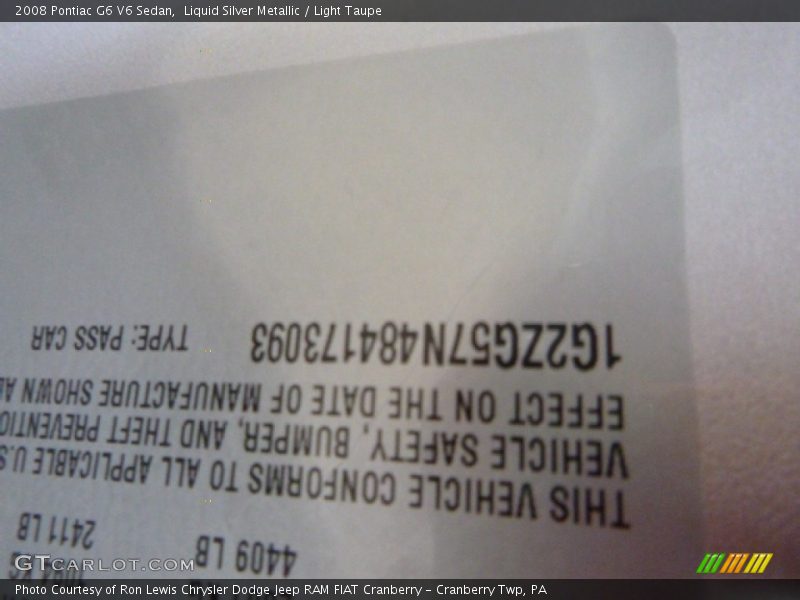 2008 Pontiac G6 V6 Sedan, Liquid Silver Metallic / Light Taupe
4409 LB 2411 LB
THIS VEHICLE CONFORMS TO ALL APPLICABLE U.S
VEHICLE SAFETY, BUMPER, AND THEFT PREVENTIO
EFFECT ON THE DATE OF MANUFACTURE SHOWN
1G2ZG57N484173093 TYPE: PASS CAR
GTCARLOT.COM
Photo Courtesy of Ron Lewis Chrysler Dodge Jeep RAM FIAT Cranberry – Cranberry Twp, PA